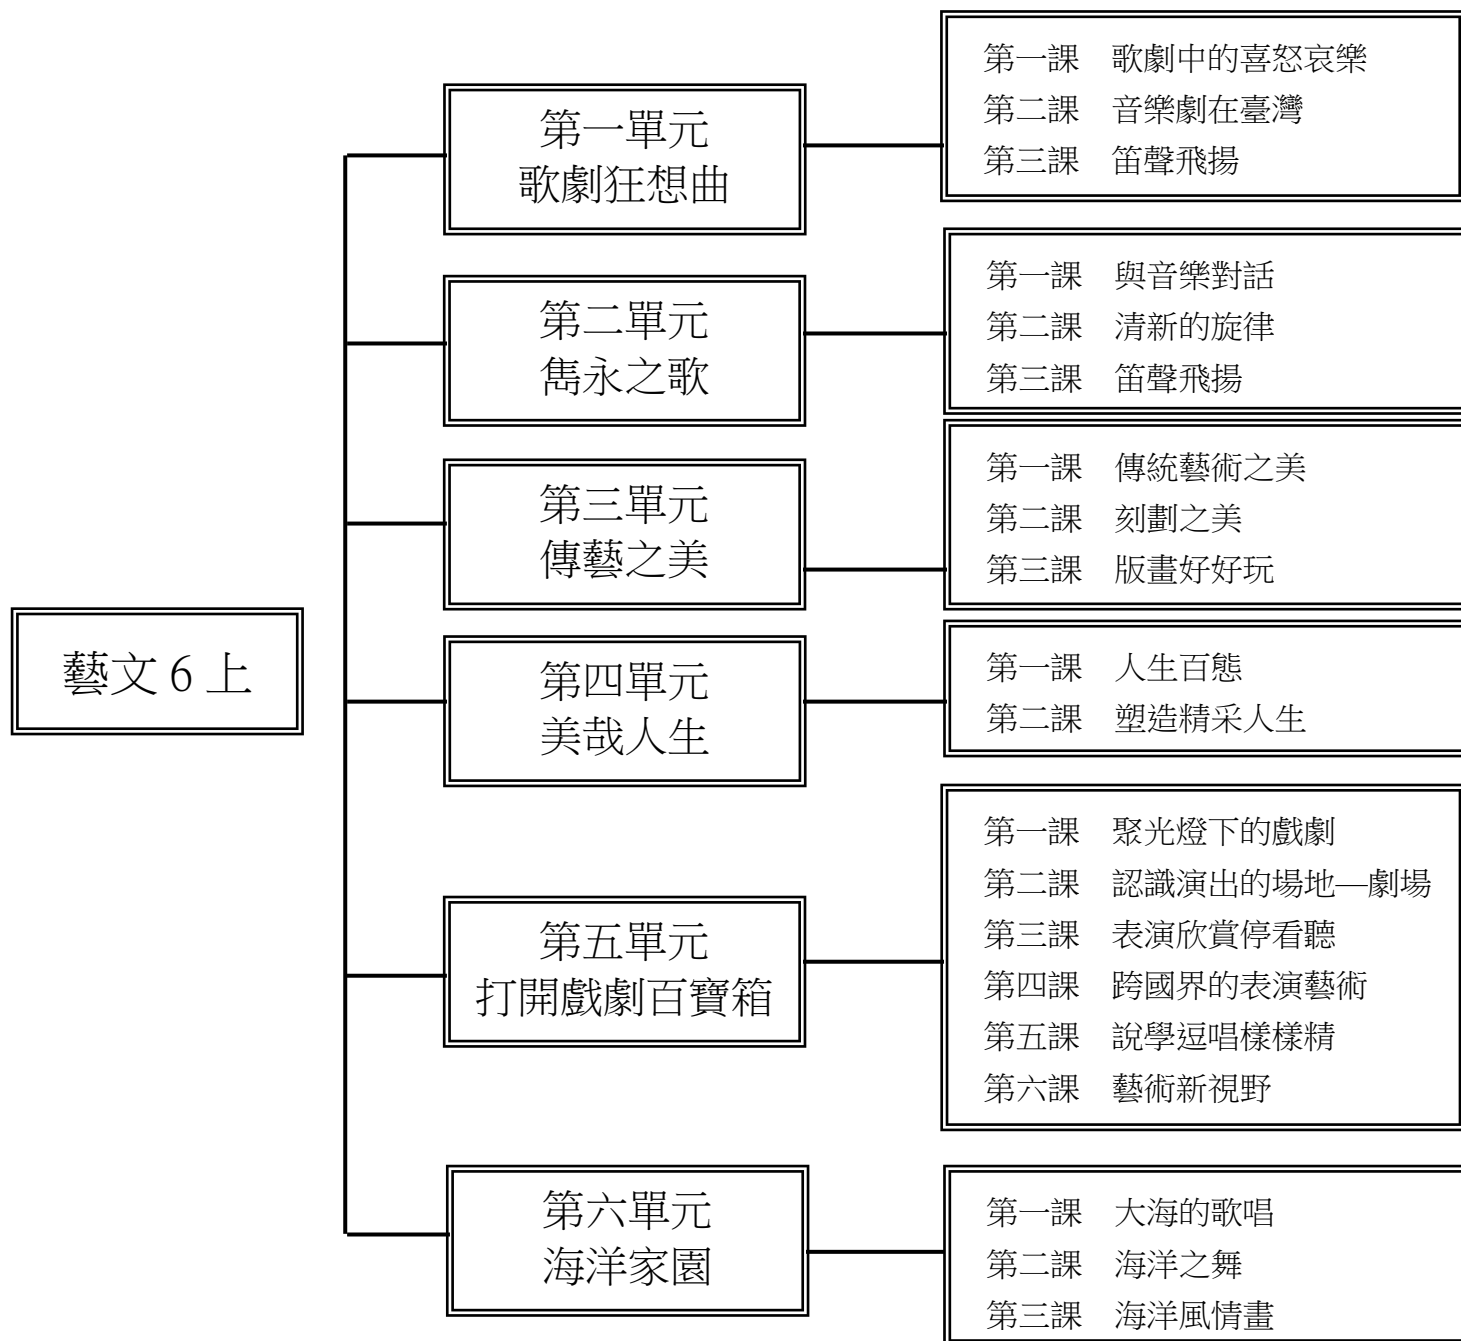 藝文 6 上
第一單元
歌劇狂想曲
第一課　歌劇中的喜怒哀樂
第二課　音樂劇在臺灣
第三課　笛聲飛揚
第二單元
雋永之歌
第一課　與音樂對話
第二課　清新的旋律
第三課　笛聲飛揚
第三單元
傳藝之美
第一課　傳統藝術之美
第二課　刻劃之美
第三課　版畫好好玩
第四單元
美哉人生
第一課　人生百態
第二課　塑造精采人生
第五單元
打開戲劇百寶箱
第一課　聚光燈下的戲劇
第二課　認識演出的場地—劇場
第三課　表演欣賞停看聽
第四課　跨國界的表演藝術
第五課　說學逗唱樣樣精
第六課　藝術新視野
第六單元
海洋家園
第一課　大海的歌唱
第二課　海洋之舞
第三課　海洋風情畫